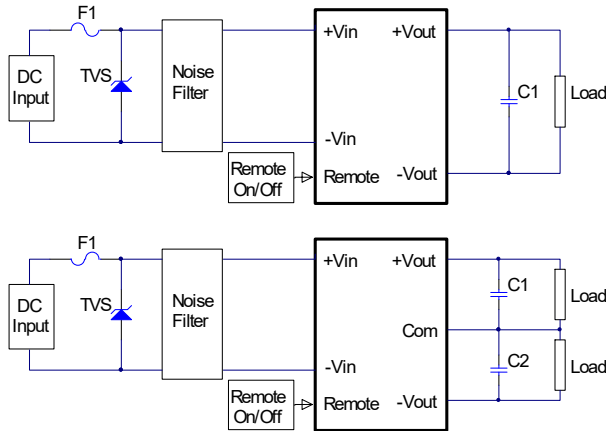 F1
+Vin
+Vout
TVS
Noise
Filter
DC
Input
C1
Load
-Vin
Remote
On/Off
Remote
-Vout
F1
+Vin
+Vout
TVS
Noise
Filter
C1
Load
DC
Input
Com
C2
Load
-Vin
Remote
On/Off
Remote
-Vout